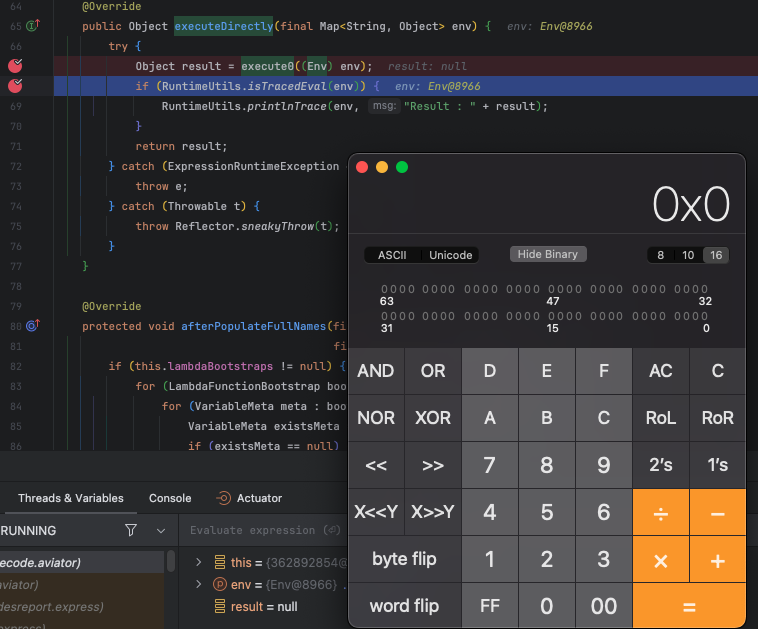 64 @Override
65 public Object executeDirectly(final Map<String, Object> env) { env: Env@8966
66 try {
Object result = execute0((Env) env); result: null
if (RuntimeUtils.isTracedEval(env)) { env: Env@8966
69 RuntimeUtils.printlnTrace(env, msg: "Result : " + result);
70 }
71 return result;
72 } catch (ExpressionRuntimeException
73 throw e;
74 } catch (Throwable t) {
75 throw Reflector.sneakyThrow(t);
76 }
77 }
78
79 @Override
80 protected void afterPopulateFullNames(fi
81 fi
82 if (this.lambdaBootstraps != null) {
83 for (LambdaFunctionBootstrap boo
84 for (VariableMeta meta : boo
85 VariableMeta existsMeta
86 if (existsMeta == null)
Threads & Variables Console Actuator
RUNNING
Evaluate expression (⏎)
ecode.aviator)
aviator)
desreport.express)
express)
this = {362892854@
env = {Env@8966}
result = null
0x0
ASCII Unicode Hide Binary 8 10 16
0000 0000 0000 0000 0000 0000 0000 0000
63 47 32
0000 0000 0000 0000 0000 0000 0000 0000
31 15 0
AND OR D E F AC C
NOR XOR A B C RoL RoR
<< >> 7 8 9 2's 1's
X<<Y X>>Y 4 5 6 ÷ −
byte flip 1 2 3 × +
word flip FF 0 00 =